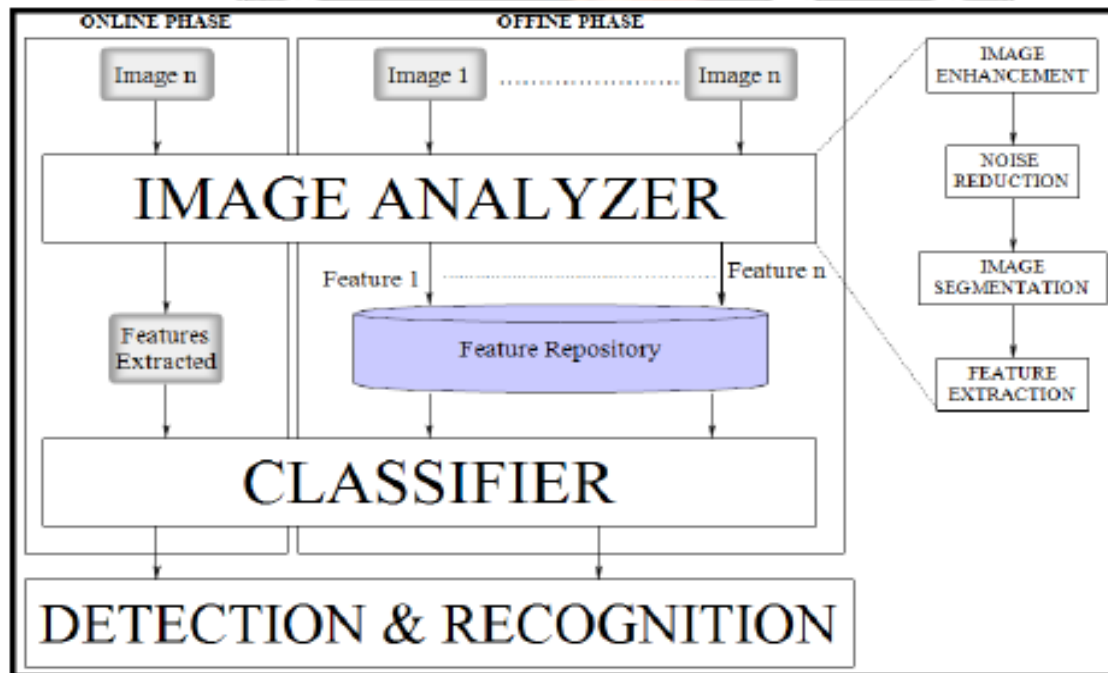 ONLINE PHASE
OFFINE PHASE
Image n
Image 1
Image n
IMAGE ANALYZER
Feature 1
Feature n
Features
Extracted
Feature Repository
CLASSIFIER
DETECTION & RECOGNITION
IMAGE
ENHANCEMENT
NOISE
REDUCTION
IMAGE
SEGMENTATION
FEATURE
EXTRACTION